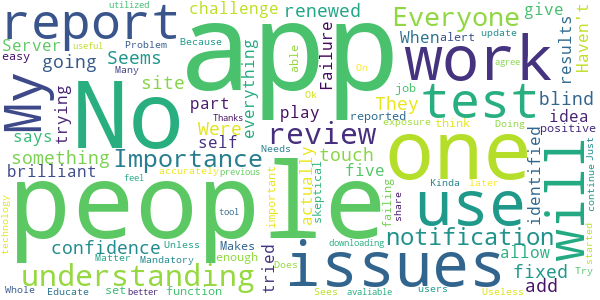 utilized
challenge
renewed
Everyone
give
useful
Problem
Because
report
app
work
When
alert
update
Haven't
Server
easy
going
Seems
Many
Failure
able
On
results
agree
My
trying
site
everything
Ok
They
job
test
blind
says
part
Thanks
play
reported
idea
No
something
Were
self
review
exposure
think
positive
brilliant
Importance
Needs
touch
one
Doing
identified
feel
accurately
previous
five
Kinda
later
Will
Just
continue
people
important
actually
skeptical
use
failing
share
technology
confidence
tool
notification
started
Unless
Makes
enough
tried
downloading
issues
allow
understanding
Matter
Mandatory
Does
fixed
Try
Whole
Educate
set
better
function
Sees
avaliable
users
add
Useless